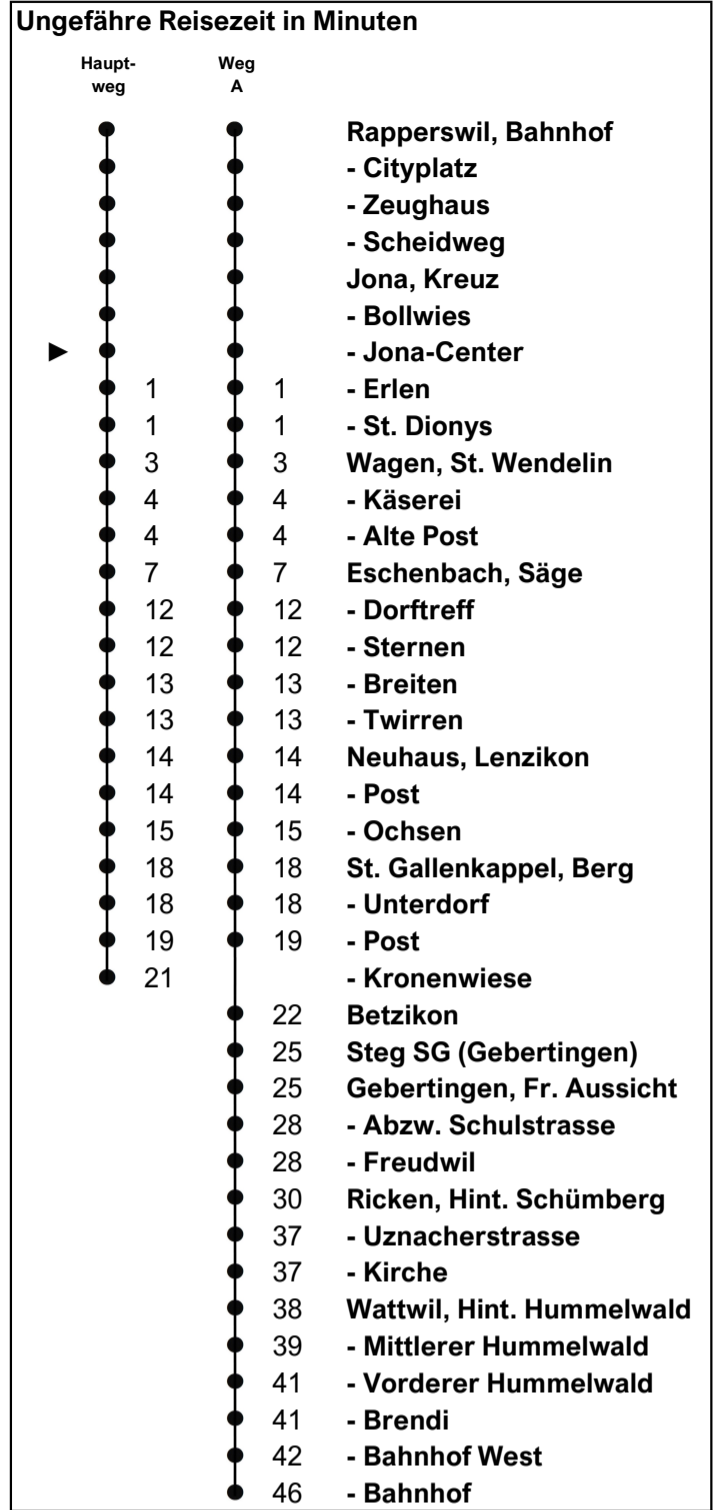 Ungefähre Reisezeit in Minuten
Haupt- Weg
weg A
Rapperswil, Bahnhof
- Cityplatz
- Zeughaus
- Scheidweg
Jona, Kreuz
- Bollwies
► - Jona-Center
1 1 - Erlen
1 1 - St. Dionys
3 3 Wagen, St. Wendelin
4 4 - Käserei
4 4 - Alte Post
7 7 Eschenbach, Säge
12 12 - Dorftreff
12 12 - Sternen
13 13 - Breiten
13 13 - Twirren
14 14 Neuhaus, Lenzikon
14 14 - Post
15 15 - Ochsen
18 18 St. Gallenkappel, Berg
18 18 - Unterdorf
19 19 - Post
21 - Kronenwiese
22 Betzikon
25 Steg SG (Gebertingen)
25 Gebertingen, Fr. Aussicht
28 - Abzw. Schulstrasse
28 - Freudwil
30 Ricken, Hint. Schümberg
37 - Uznacherstrasse
37 - Kirche
38 Wattwil, Hint. Hummelwald
39 - Mittlerer Hummelwald
41 - Vorderer Hummelwald
41 - Brendi
42 - Bahnhof West
46 - Bahnhof